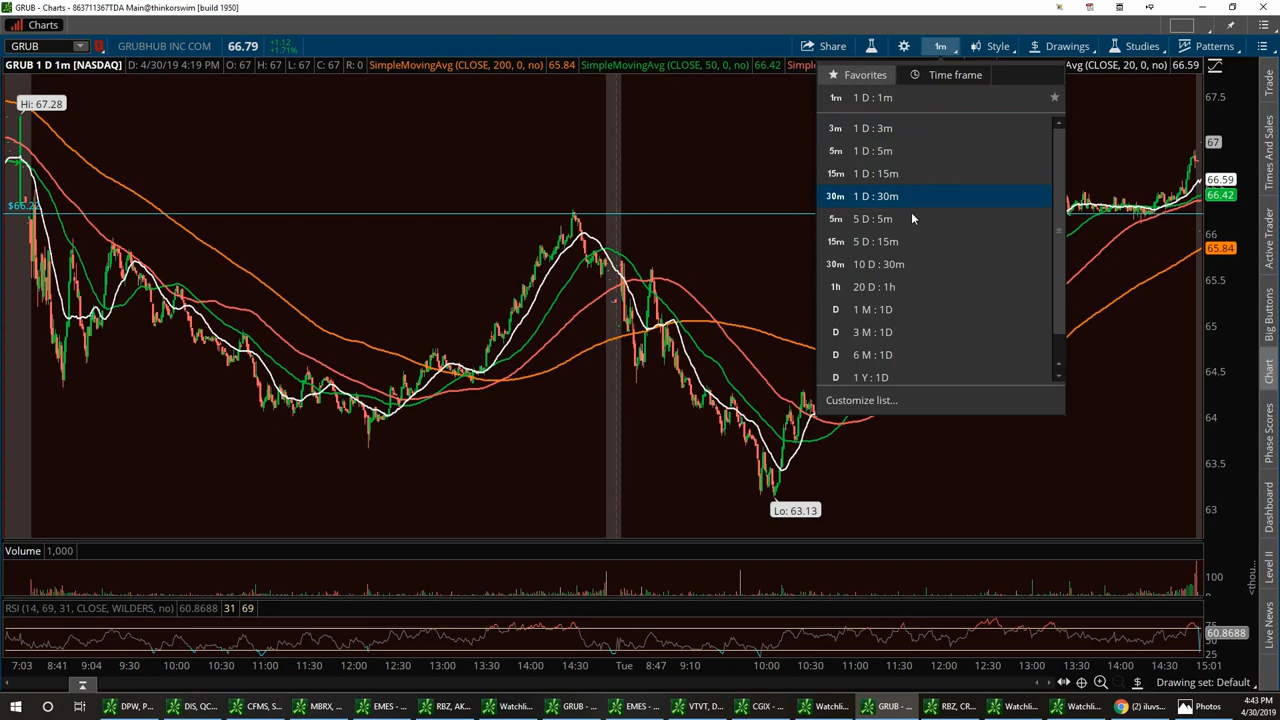 GRUB - Charts - 863711367TDA Main@thinkorswim [build 1950]
Charts
GRUB
GRUBHUB INC COM
66.79
+1.12
+1.71%
Share
1m
Style
Drawings
Studies
Patterns
GRUB 1 D 1m [NASDAQ]
D: 4/30/19 4:19 PM
O: 67
H: 67
L: 67
C: 67
R: 0
SimpleMovingAvg (CLOSE, 200, 0, no)
65.84
SimpleMovingAvg (CLOSE, 50, 0, no)
66.42
Avg (CLOSE, 20, 0, no)
66.59
Favorites
Time frame
1m 1 D : 1m
3m 1 D : 3m
5m 1 D : 5m
15m 1 D : 15m
30m 1 D : 30m
5m 5 D : 5m
15m 5 D : 15m
30m 10 D : 30m
1h 20 D : 1h
D 1 M : 1D
D 3 M : 1D
D 6 M : 1D
D 1 Y : 1D
Customize list...
Hi: 67.28
Lo: 63.13
67.5
67
66.59
66.42
66
65.84
65.5
65
64.5
64
63.5
63
Trade
Times And Sales
Active Trader
Big Buttons
Chart
Phase Scores
Dashboard
Level II
Live News
Volume 1,000
100
RSI (14, 69, 31, CLOSE, WILDERS, no) 60.8688 31 69
60.8688
25
7:03 8:41 9:04 9:30 10:00 10:30 11:00 11:30 12:00 12:30 13:00 13:30 14:00 14:30 Tue 8:47 9:10 10:00 10:30 11:00 11:30 12:00 12:30 13:00 13:30 14:00 14:30 15:01
Drawing set: Default
DPW, P...
DIS, QC...
CFMS, S...
MBRX, ...
EMES - ...
RBZ, AK...
Watchli...
GRUB - ...
EMES - ...
VTVT, D...
CGIX - ...
Watchli...
GRUB - ...
RBZ, CR...
Watchli...
Watchli...
(2) iluvs...
Photos
4:43 PM
4/30/2019